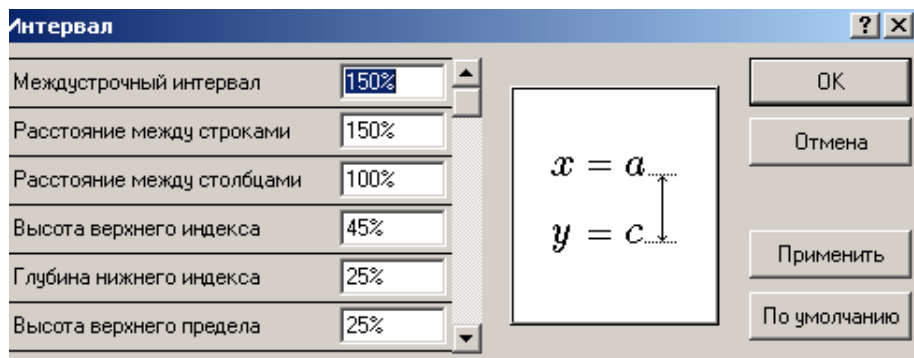 Интервал
Междустрочный интервал 150%
Расстояние между строками 150%
Расстояние между столбцами 100%
Высота верхнего индекса 45%
Глубина нижнего индекса 25%
Высота верхнего предела 25%
x = a
y = c
OK
Отмена
Применить
По умолчанию